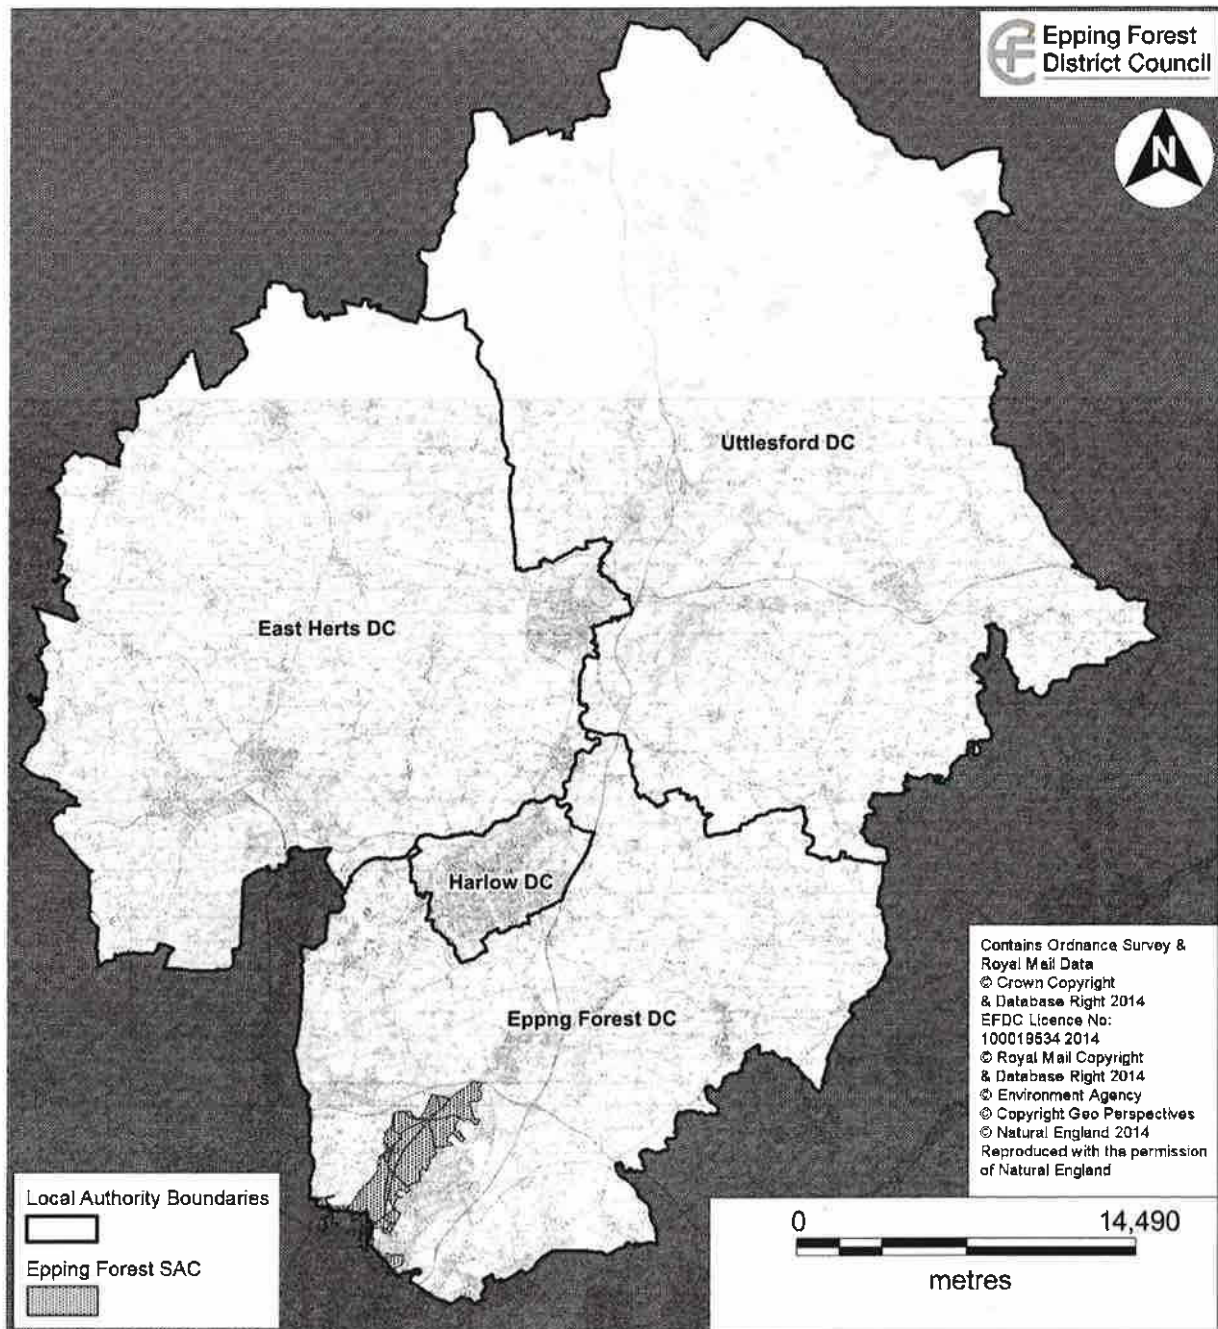 Epping Forest
District Council
N
Uttlesford DC
East Herts DC
Harlow DC
Eppng Forest DC
Contains Ordnance Survey &
Royal Mail Data
© Crown Copyright
& Database Right 2014
EFDC Licence No:
100019534 2014
© Royal Mail Copyright
& Database Right 2014
© Environment Agency
© Copyright Geo Perspectives
© Natural England 2014
Reproduced with the permission
of Natural England
Local Authority Boundaries
Epping Forest SAC
0 14,490
metres